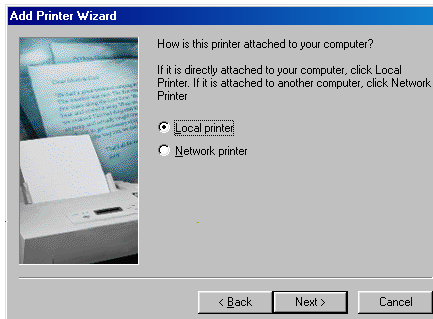 Add Printer Wizard
How is this printer attached to your computer?
If it is directly attached to your computer, click Local
Printer. If it is attached to another computer, click Network
Printer
Local printer
Network printer
< Back
Next >
Cancel